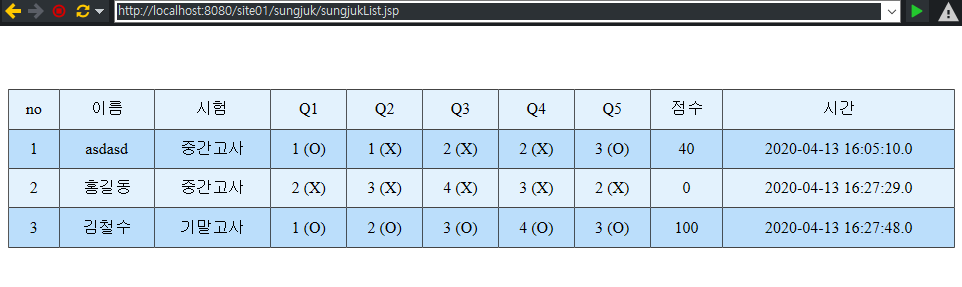 http://localhost:8080/site01/sungjuk/sungjukList.jsp
no 이름 시험 Q1 Q2 Q3 Q4 Q5 점수 시간
1 asdasd 중간고사 1 (O) 1 (X) 2 (X) 2 (X) 3 (O) 40 2020-04-13 16:05:10.0
2 홍길동 중간고사 2 (X) 3 (X) 4 (X) 3 (X) 2 (X) 0 2020-04-13 16:27:29.0
3 김철수 기말고사 1 (O) 2 (O) 3 (O) 4 (O) 3 (O) 100 2020-04-13 16:27:48.0